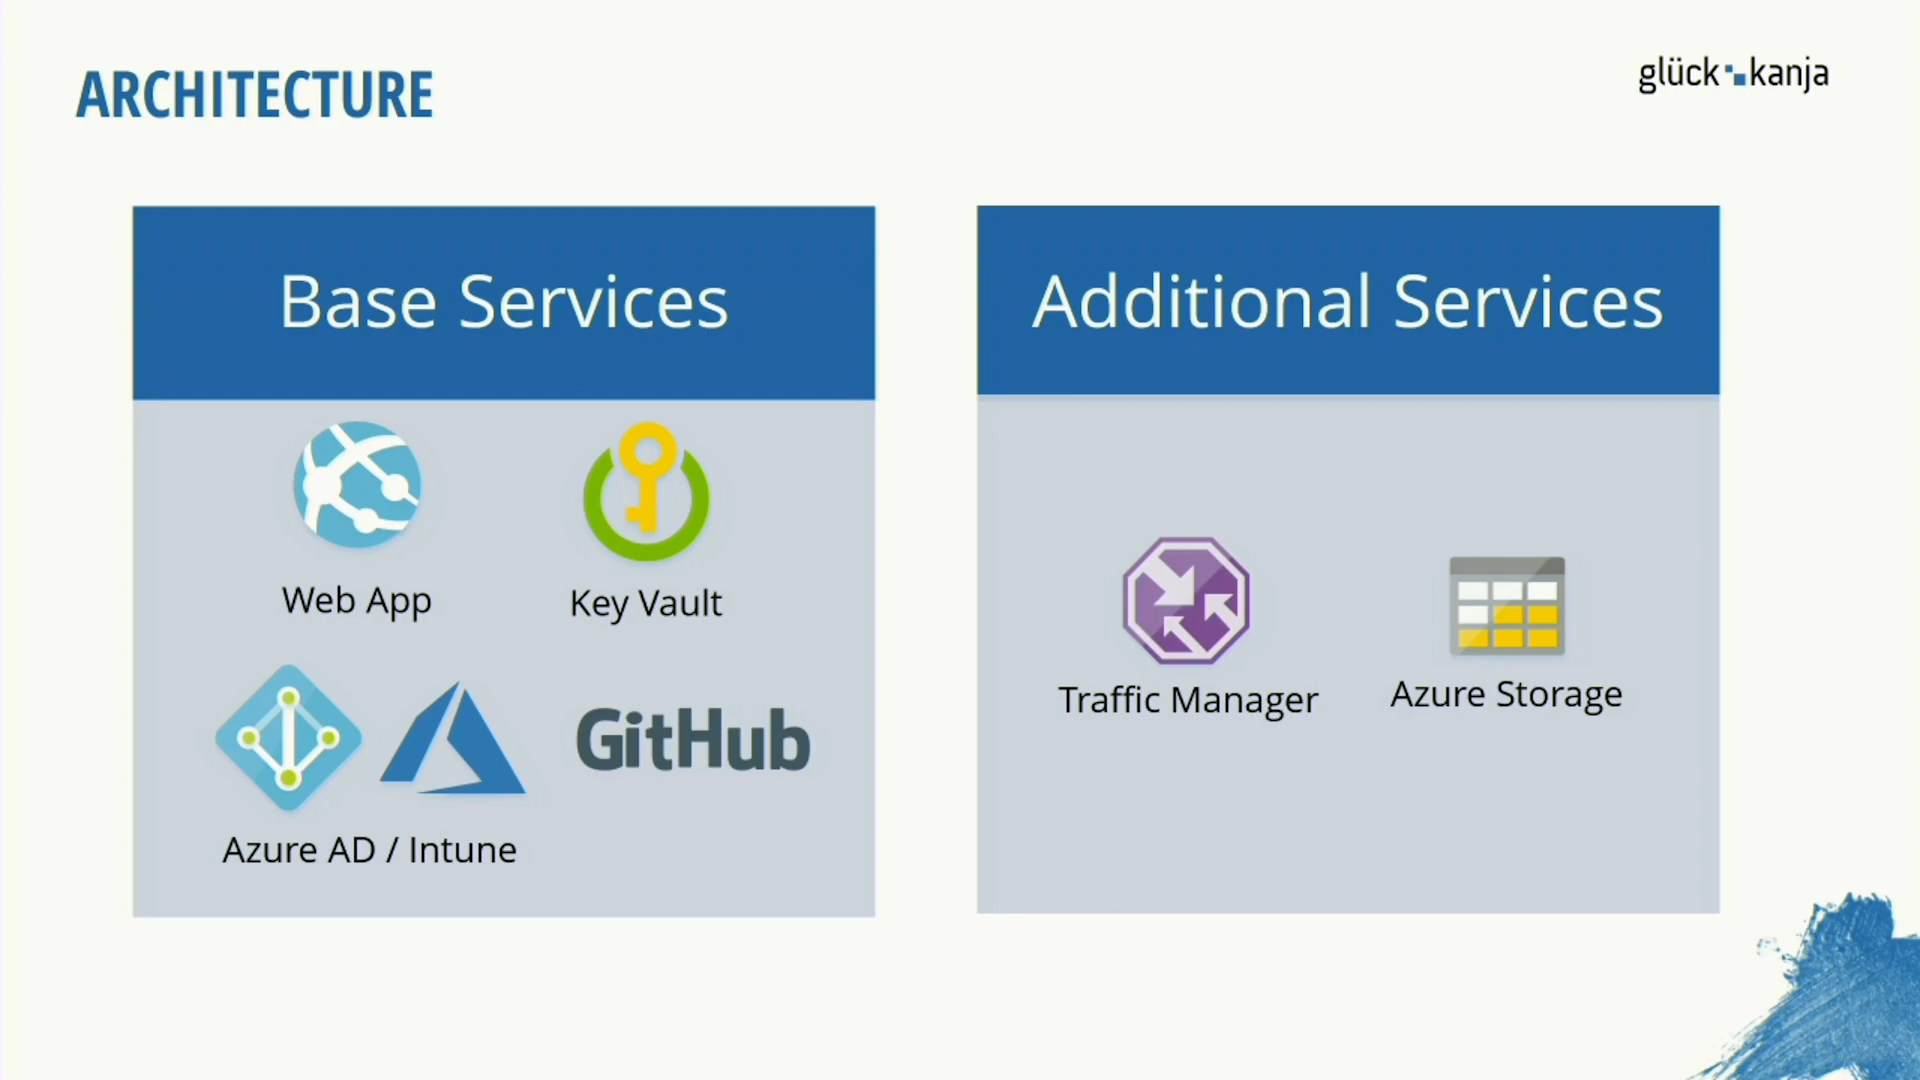 ARCHITECTURE
glück kanja
Base Services
Web App
Key Vault
Azure AD / Intune
GitHub
Additional Services
Traffic Manager
Azure Storage